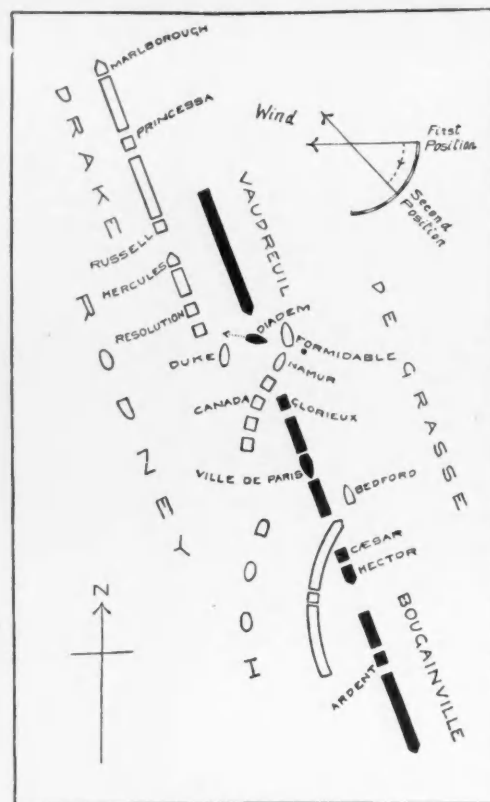 MARLBOROUGH
DRAKE
PRINCESSA
Wind
First
Position
Second
Position
VAUDREUIL
RUSSELL
HERCULES
RODNEY
RESOLUTION
DIADEM
DE GRASSE
FORMIDABLE
DUKE
NAMUR
CANADA
GLORIEUX
VILLE DE PARIS
BEDFORD
HOOD
CÆSAR
HECTOR
BOUGAINVILLE
ARDENT
N